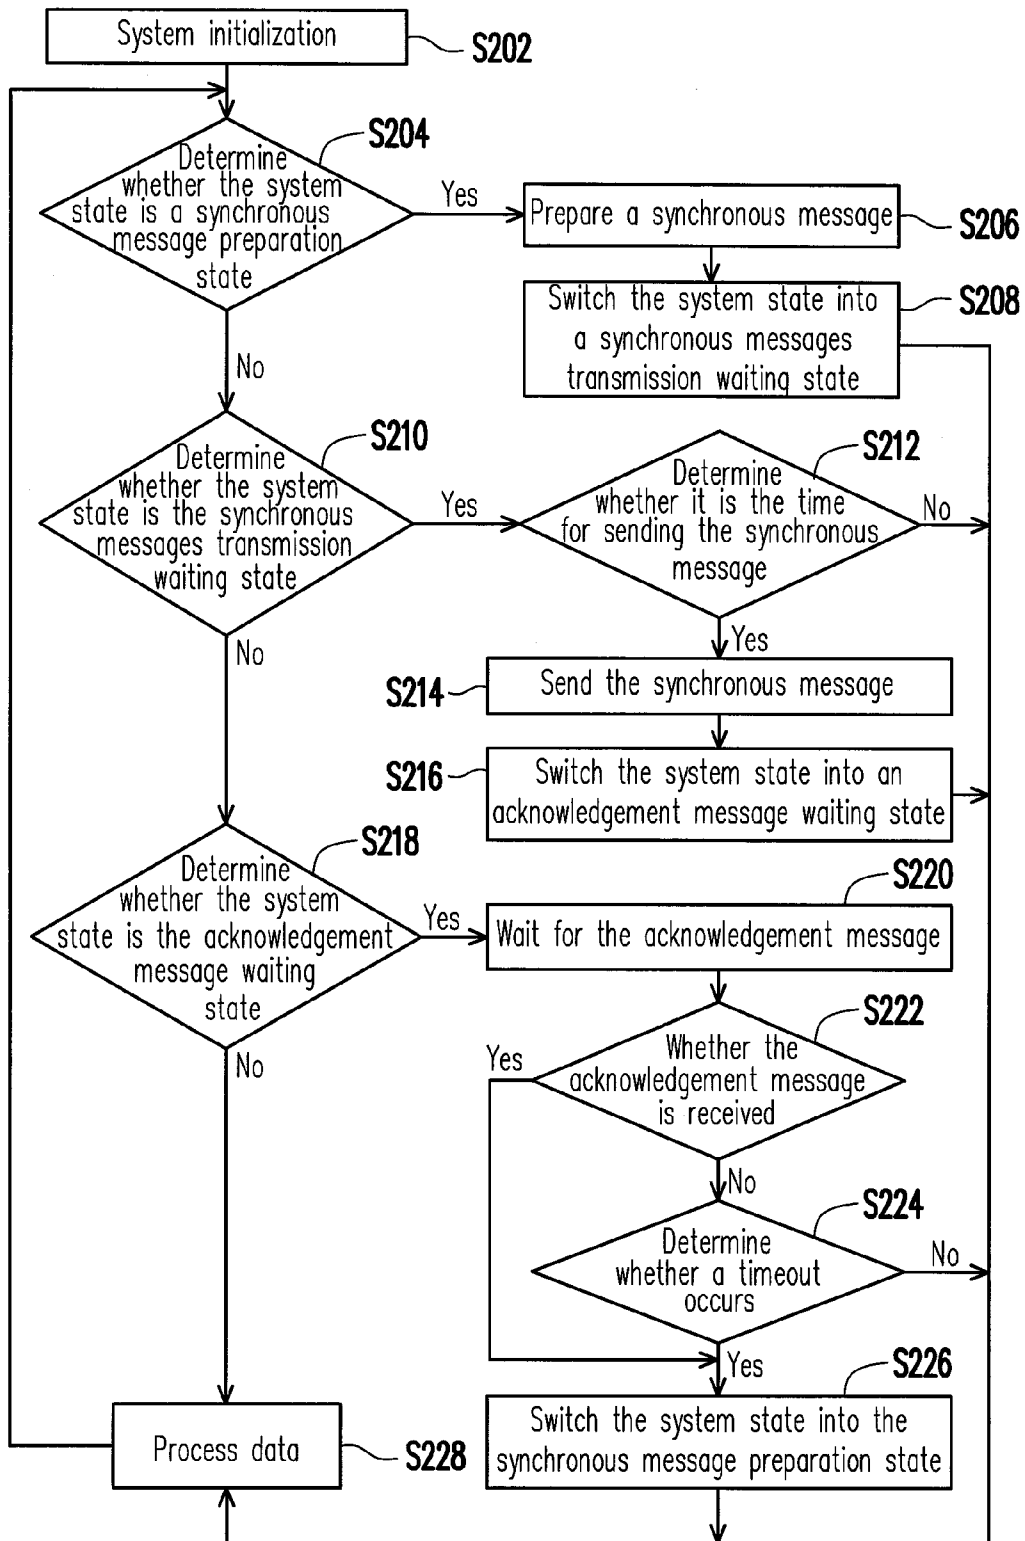 System initialization
S202
S204
Determine
whether the system
state is a synchronous
message preparation
state
Yes
Prepare a synchronous message
S206
Switch the system state into
a synchronous messages
transmission waiting state
S208
No
S210
Determine
whether the system
state is the synchronous
messages transmission
waiting state
Yes
S212
Determine
whether it is the time
for sending the synchronous
message
No
Yes
No
S214
Send the synchronous message
S216
Switch the system state into an
acknowledgement message waiting state
S218
Determine
whether the system
state is the acknowledgement
message waiting
state
Yes
S220
Wait for the acknowledgement message
S222
Whether the
acknowledgement message
is received
Yes
No
No
S224
Determine
whether a timeout
occurs
No
Yes
S226
Switch the system state into the
synchronous message preparation state
Process data
S228